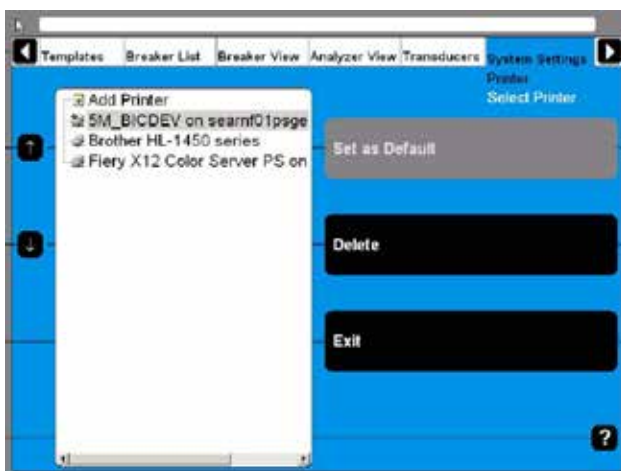 Templates
Breaker List
Breaker View
Analyzer View
Transducers
System Settings
Printer
Select Printer
Add Printer
5M_BICDEV on searnf01psge
Brother HL-1450 series
Fiery X12 Color Server PS on
Set as Default
Delete
Exit
?